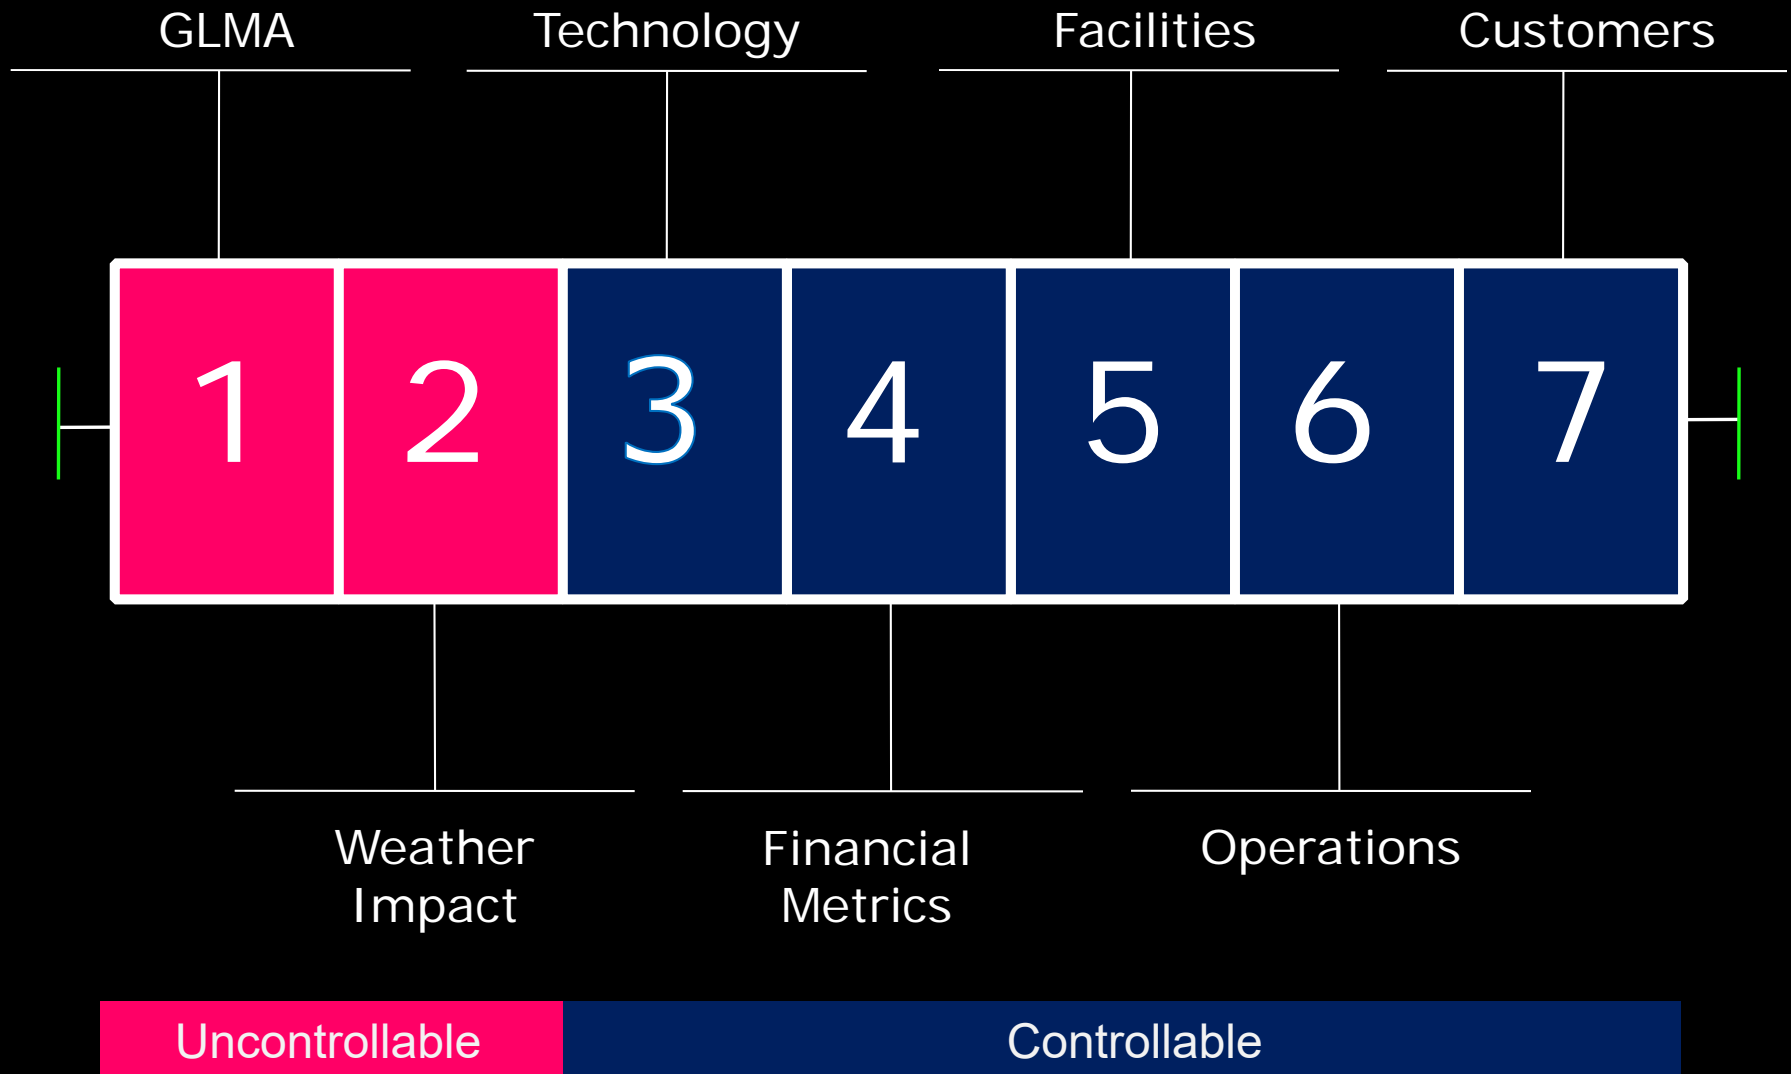 GLMA
Technology
Facilities
Customers
1
2
3
4
5
6
7
Weather
Impact
Financial
Metrics
Operations
Uncontrollable
Controllable